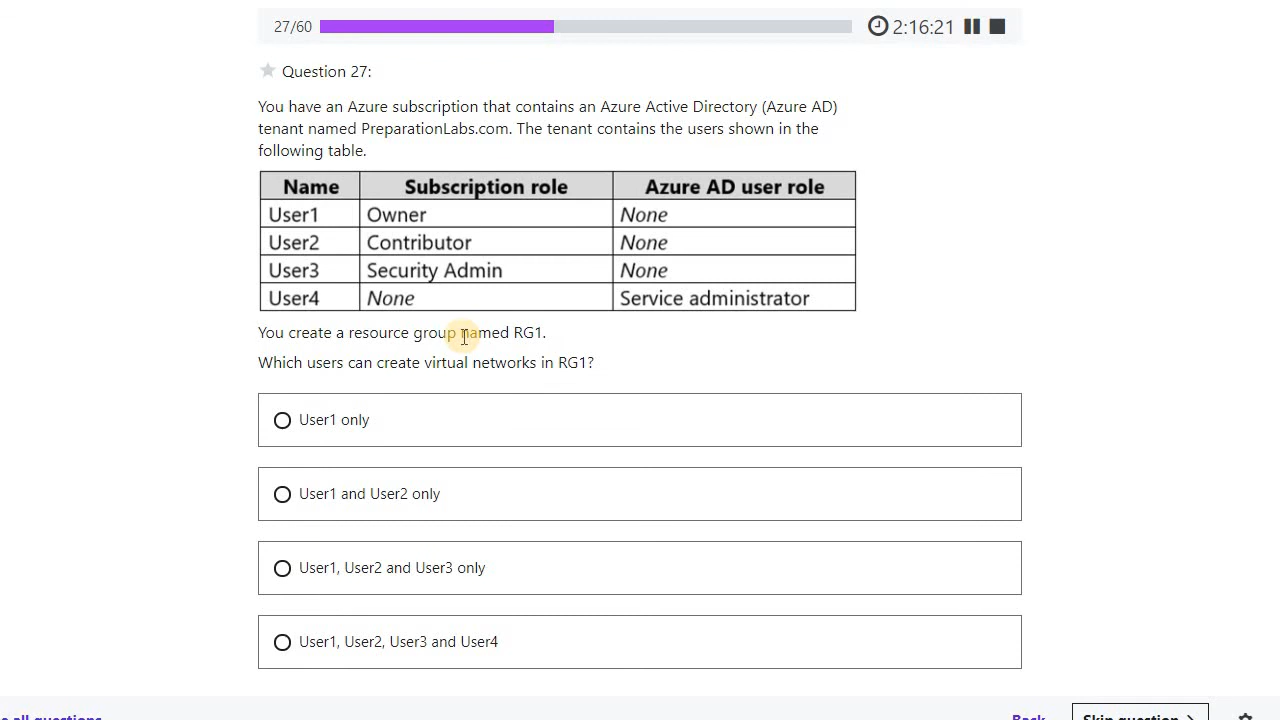 27/60
2:16:21
Question 27:
You have an Azure subscription that contains an Azure Active Directory (Azure AD)
tenant named PreparationLabs.com. The tenant contains the users shown in the
following table.
Name Subscription role Azure AD user role
User1 Owner None
User2 Contributor None
User3 Security Admin None
User4 None Service administrator
You create a resource group named RG1.
Which users can create virtual networks in RG1?
User1 only
User1 and User2 only
User1, User2 and User3 only
User1, User2, User3 and User4
all questions Back Skip question